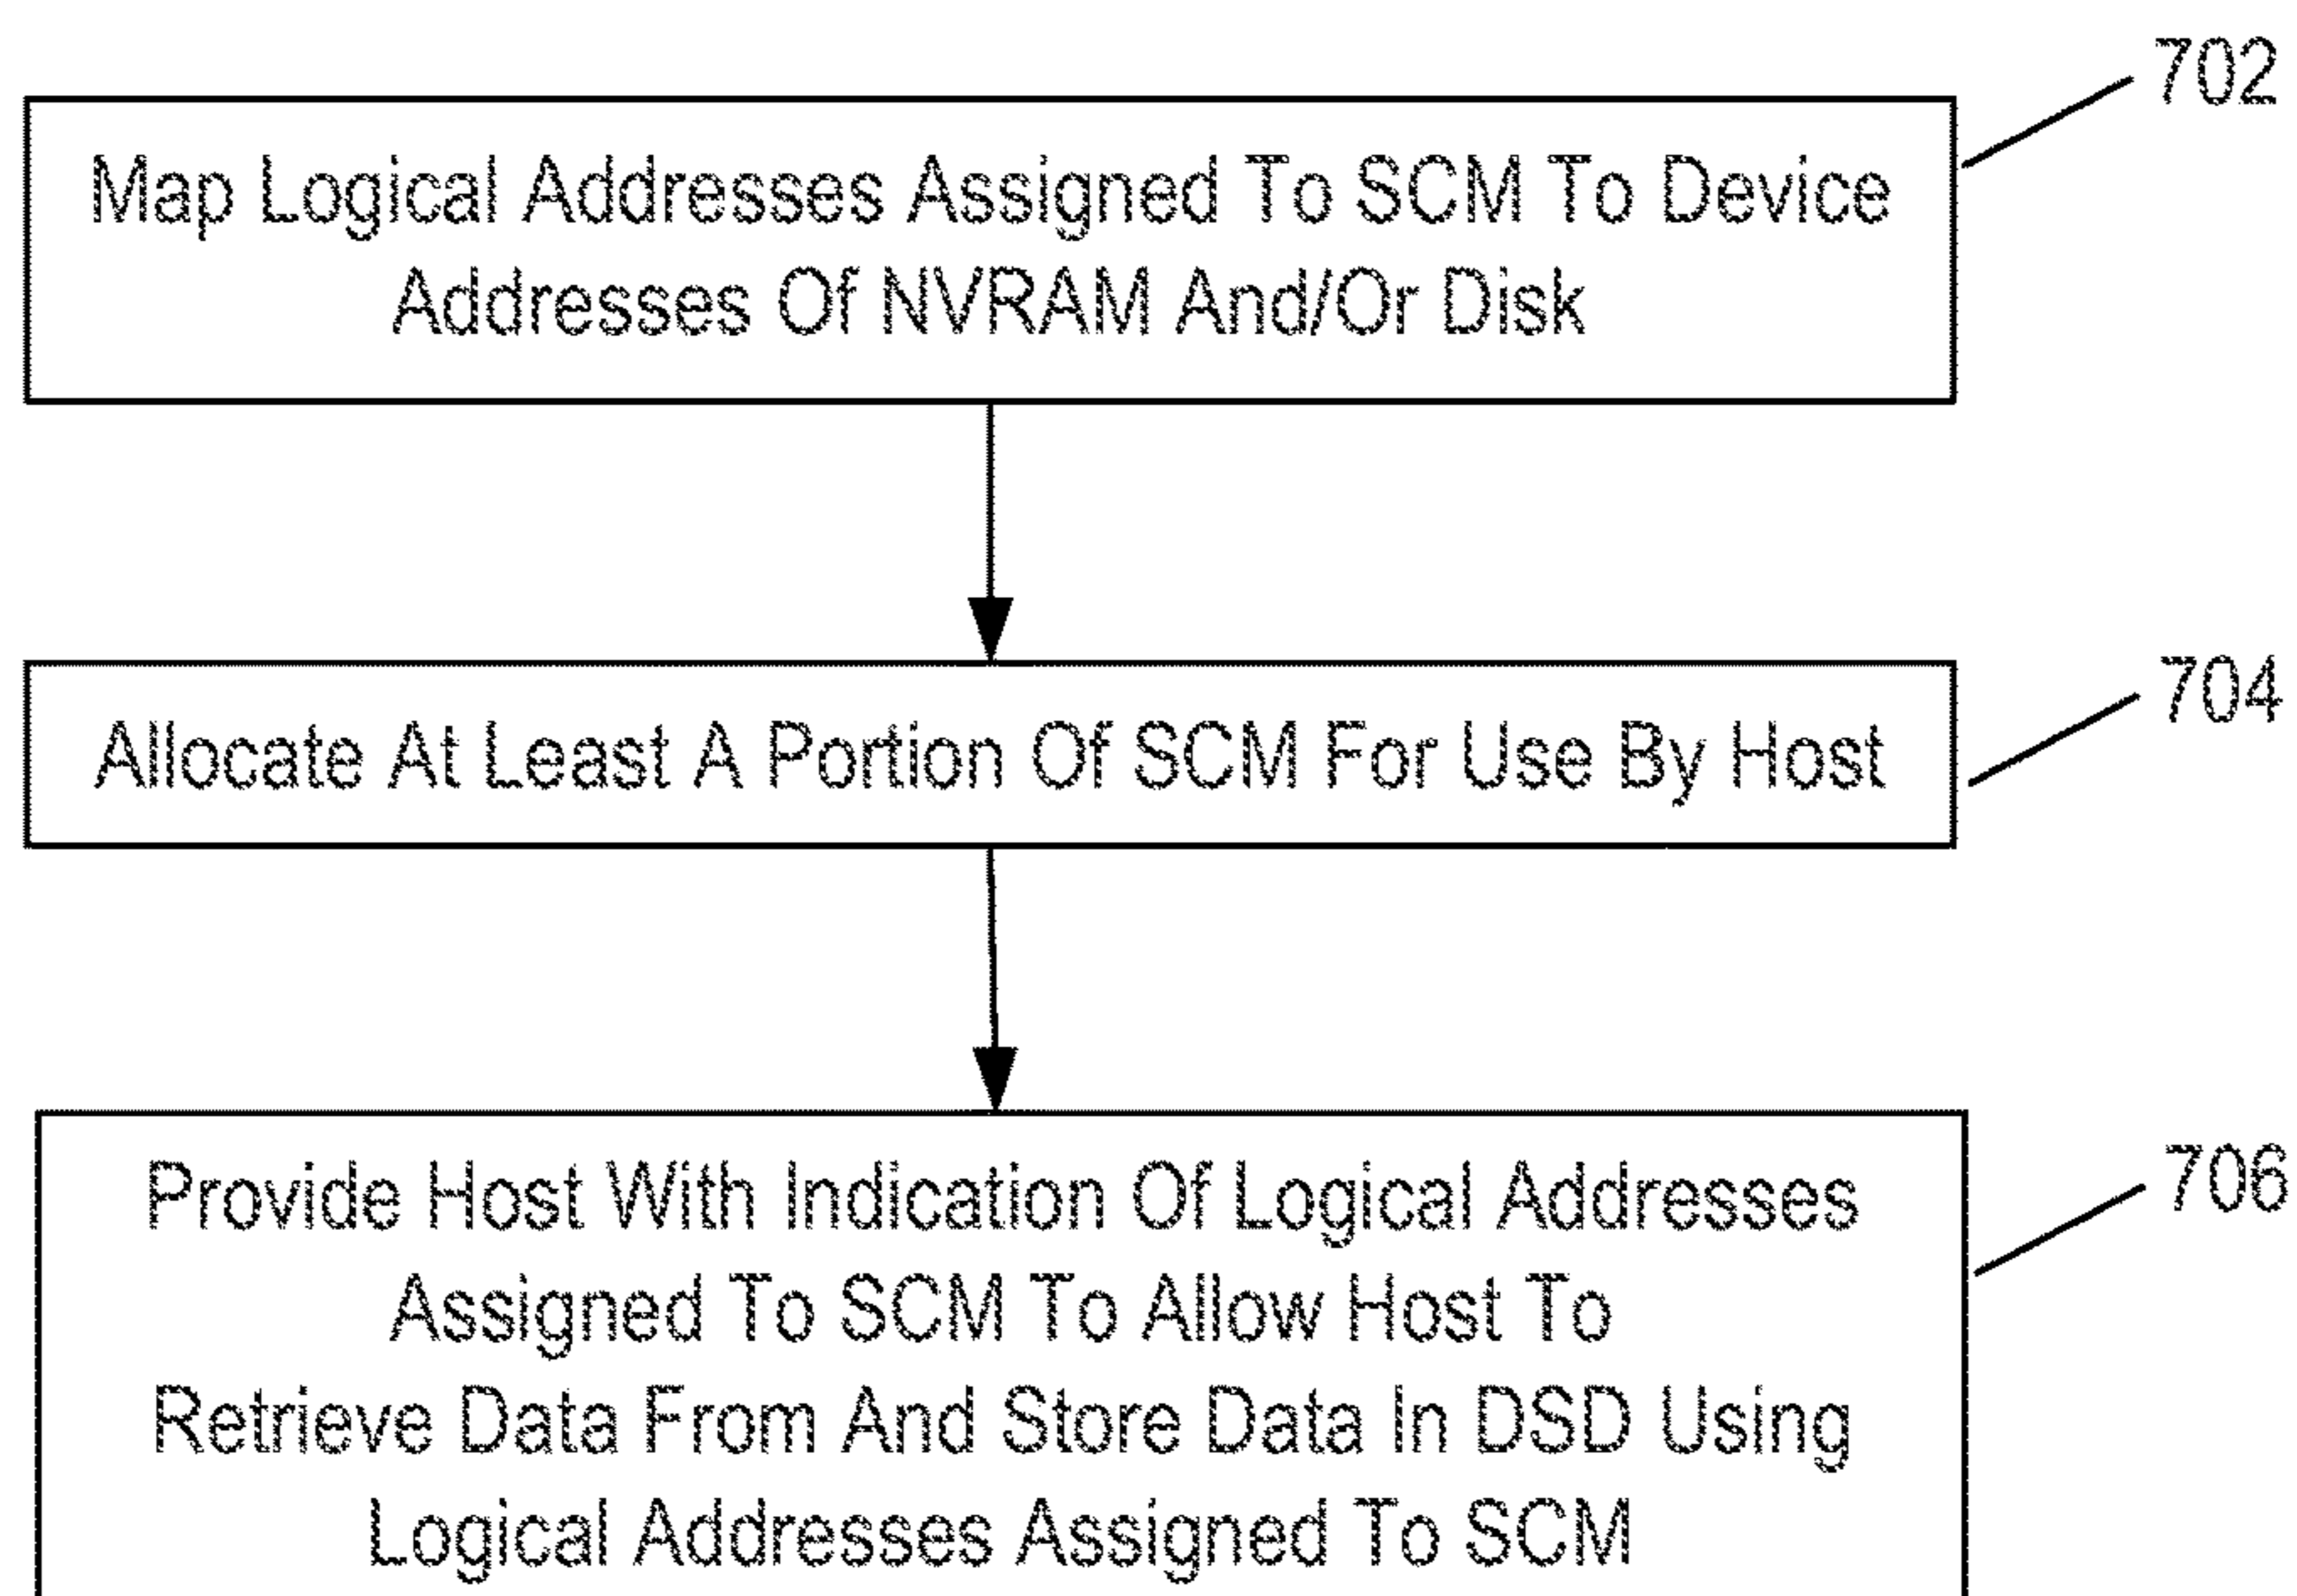 702
Map Logical Addresses Assigned To SCM To Device
Addresses Of NVRAM And/Or Disk
704
Allocate At Least A Portion Of SCM For Use By Host
706
Provide Host With Indication Of Logical Addresses
Assigned To SCM To Allow Host To
Retrieve Data From And Store Data In DSD Using
Logical Addresses Assigned To SCM